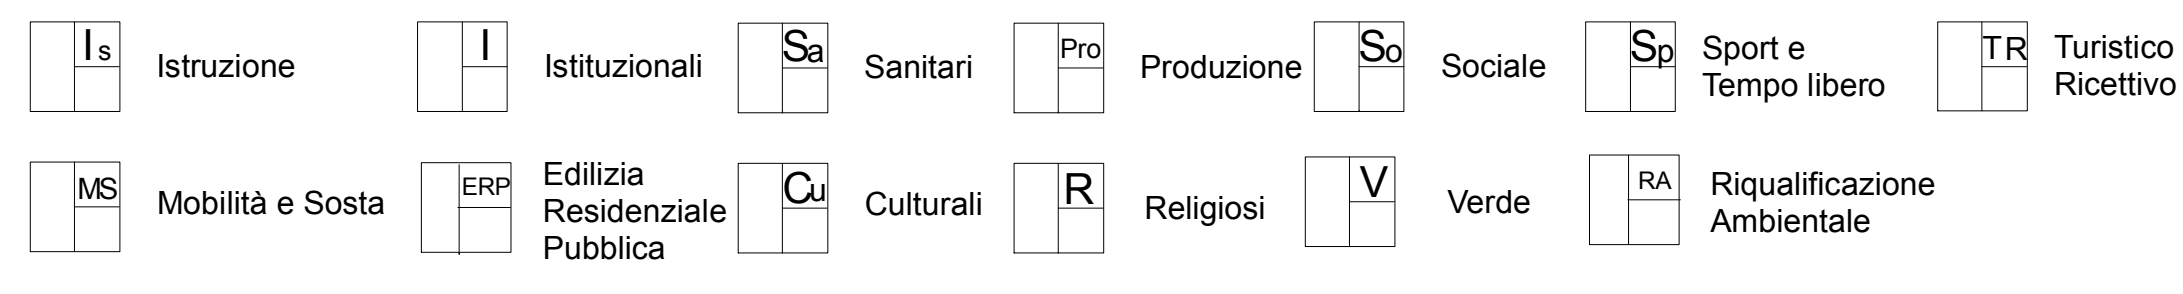 Is Istruzione
I Istituzionali
Sa Sanitari
Pro Produzione
So Sociale
Sp Sport e
Tempo libero
TR Turistico
Ricettivo
MS Mobilità e Sosta
ERP Edilizia
Residenziale
Pubblica
Cu Culturali
R Religiosi
V Verde
RA Riqualificazione
Ambientale